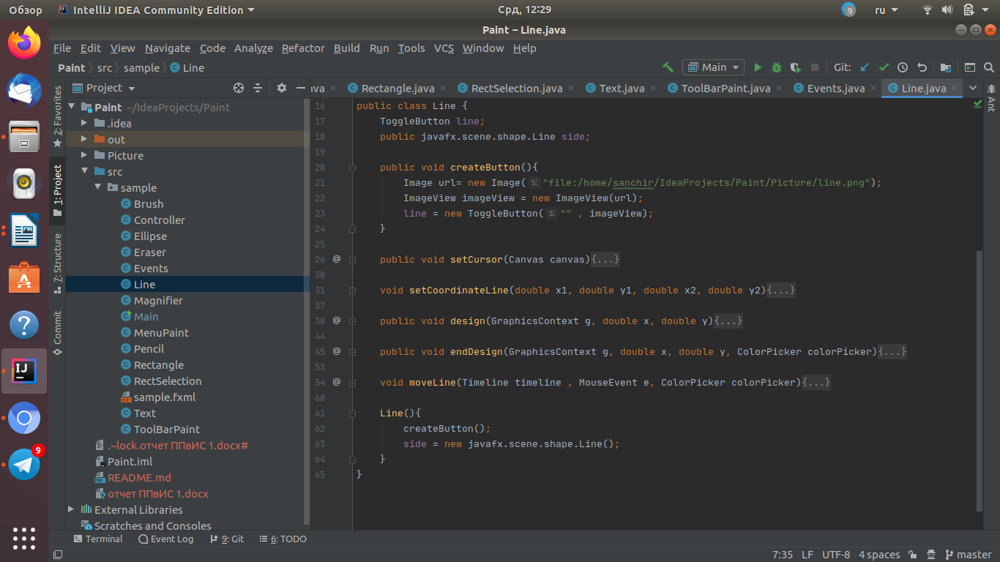 Обзор IntelliJ IDEA Community Edition Срд, 12:29 9 ru
Paint – Line.java
File Edit View Navigate Code Analyze Refactor Build Run Tools VCS Window Help
Paint src sample Line Main Git:
Project
ava Rectangle.java RectSelection.java Text.java ToolBarPaint.java Events.java Line.java
2: Favorites
1: Project
7: Structure
Commit
Ant
Paint ~/IdeaProjects/Paint
.idea
out
Picture
src
sample
Brush
Controller
Ellipse
Eraser
Events
Line
Magnifier
Main
MenuPaint
Pencil
Rectangle
RectSelection
sample.fxml
Text
ToolBarPaint
.~lock.отчет ППвИС 1.docx#
Paint.iml
README.md
отчет ППвИС 1.docx
External Libraries
Scratches and Consoles
16 public class Line {
17 ToggleButton line;
18 public javafx.scene.shape.Line side;
19
20 public void createButton(){
21 Image url= new Image( s: "file:/home/sanchir/IdeaProjects/Paint/Picture/line.png");
22 ImageView imageView = new ImageView(url);
23 line = new ToggleButton( s: "" , imageView);
24 }
25
26 @ public void setCursor(Canvas canvas){...}
30
31 void setCoordinateLine(double x1, double y1, double x2, double y2){...}
37
38 @ public void design(GraphicsContext g, double x, double y){...}
44
45 @ public void endDesign(GraphicsContext g, double x, double y, ColorPicker colorPicker){...}
53
54 @ void moveLine(Timeline timeline , MouseEvent e, ColorPicker colorPicker){...}
60
61 Line(){
62 createButton();
63 side = new javafx.scene.shape.Line();
64 }
65 }
9
IJ
Terminal Event Log 9: Git 6: TODO
7:35 LF UTF-8 4 spaces master